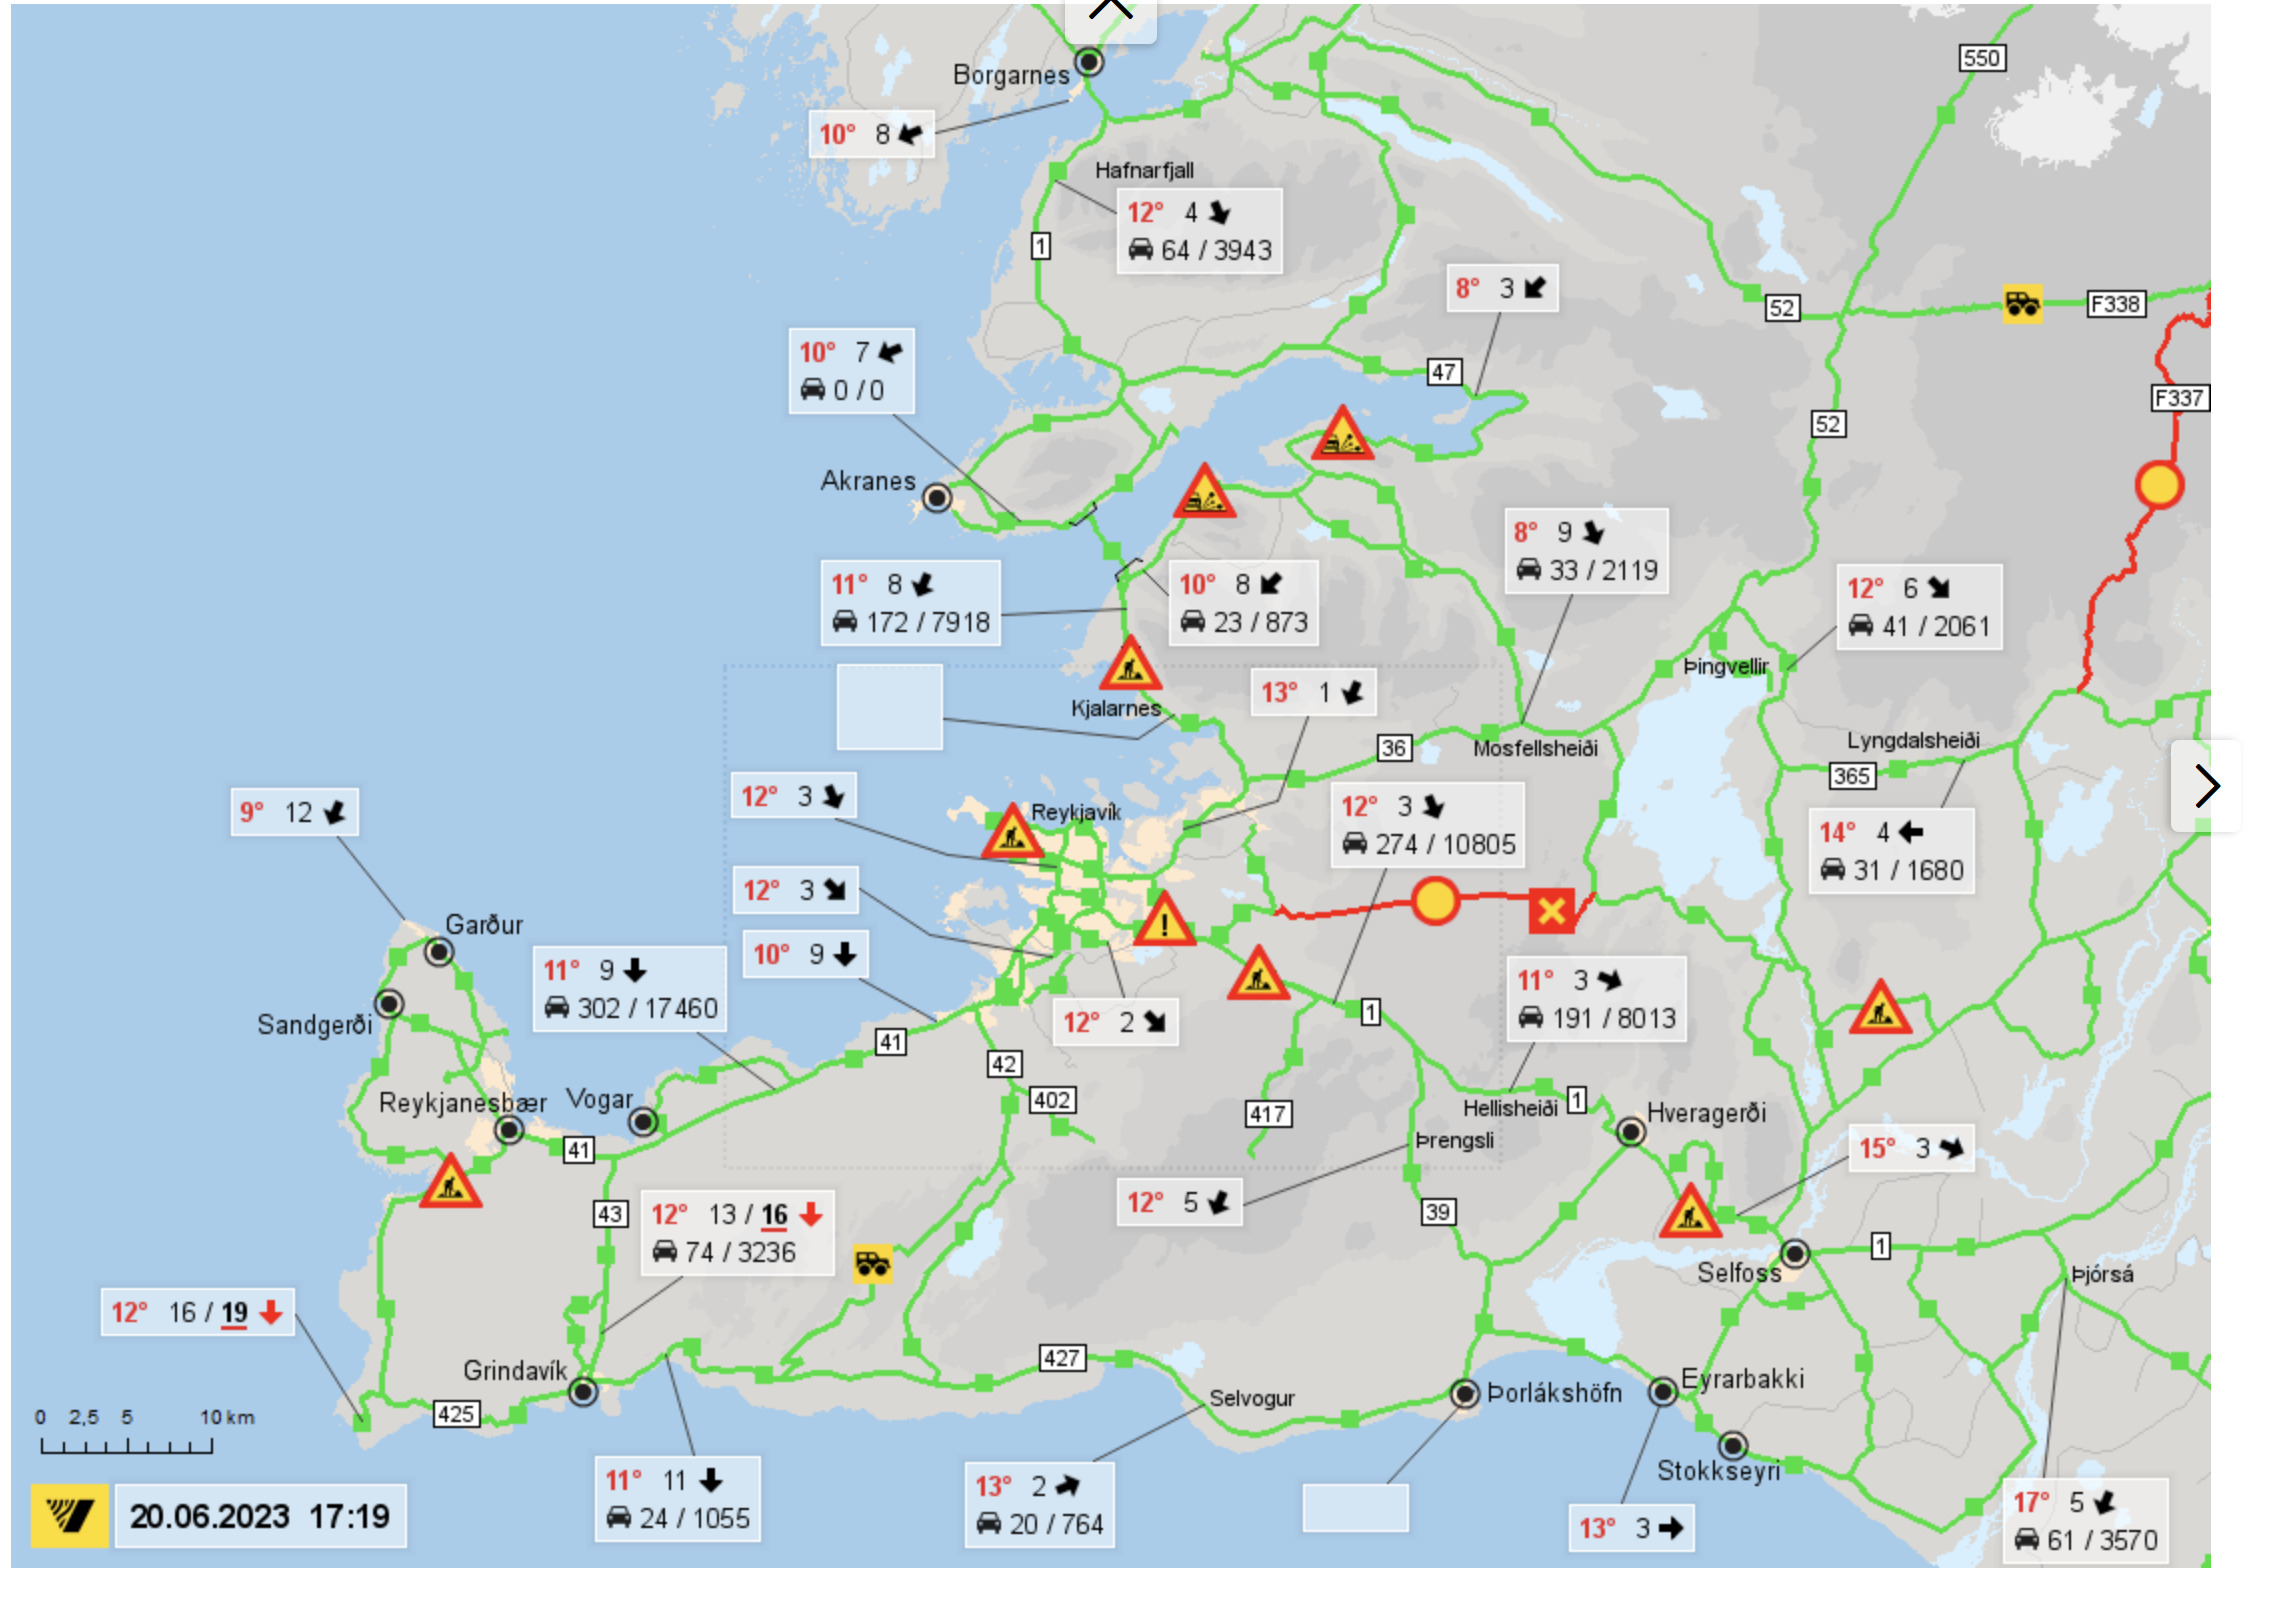 Borgarnes
550
10° 8
Hafnarfjall
12° 4
64 / 3943
1
8° 3
52
F338
10° 7
0 / 0
47
F337
52
Akranes
8° 9
33 / 2119
11° 8
172 / 7918
10° 8
23 / 873
12° 6
41 / 2061
Þingvellir
13° 1
Kjalarnes
36
Mosfellsheiði
Lyngdalsheiði
365
12° 3
Reykjavík
9° 12
12° 3
274 / 10805
14° 4
31 / 1680
12° 3
!
Garður
10° 9
11° 9
302 / 17460
11° 3
191 / 8013
Sandgerði
12° 2
1
41
42
402
417
Hellisheiði
1
Hveragerði
Reykjanesbær
Vogar
41
Þrengsli
15° 3
12° 5
39
43
12° 13 / 16
74 / 3236
1
Selfoss
Þjórsá
12° 16 / 19
427
Grindavík
425
Selvogur
Þorlákshöfn
Eyrarbakki
Stokkseyri
0 2,5 5 10 km
11° 11
24 / 1055
13° 2
20 / 764
13° 3
17° 5
61 / 3570
20.06.2023 17:19